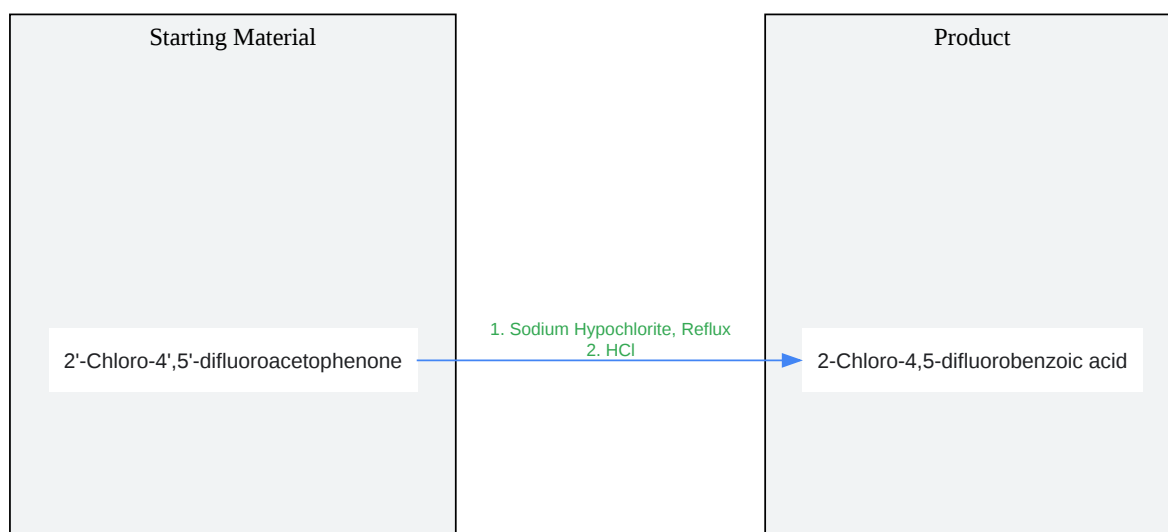 Starting Material
Product
1. Sodium Hypochlorite, Reflux
2. HCl
2'-Chloro-4',5'-difluoroacetophenone
2-Chloro-4,5-difluorobenzoic acid